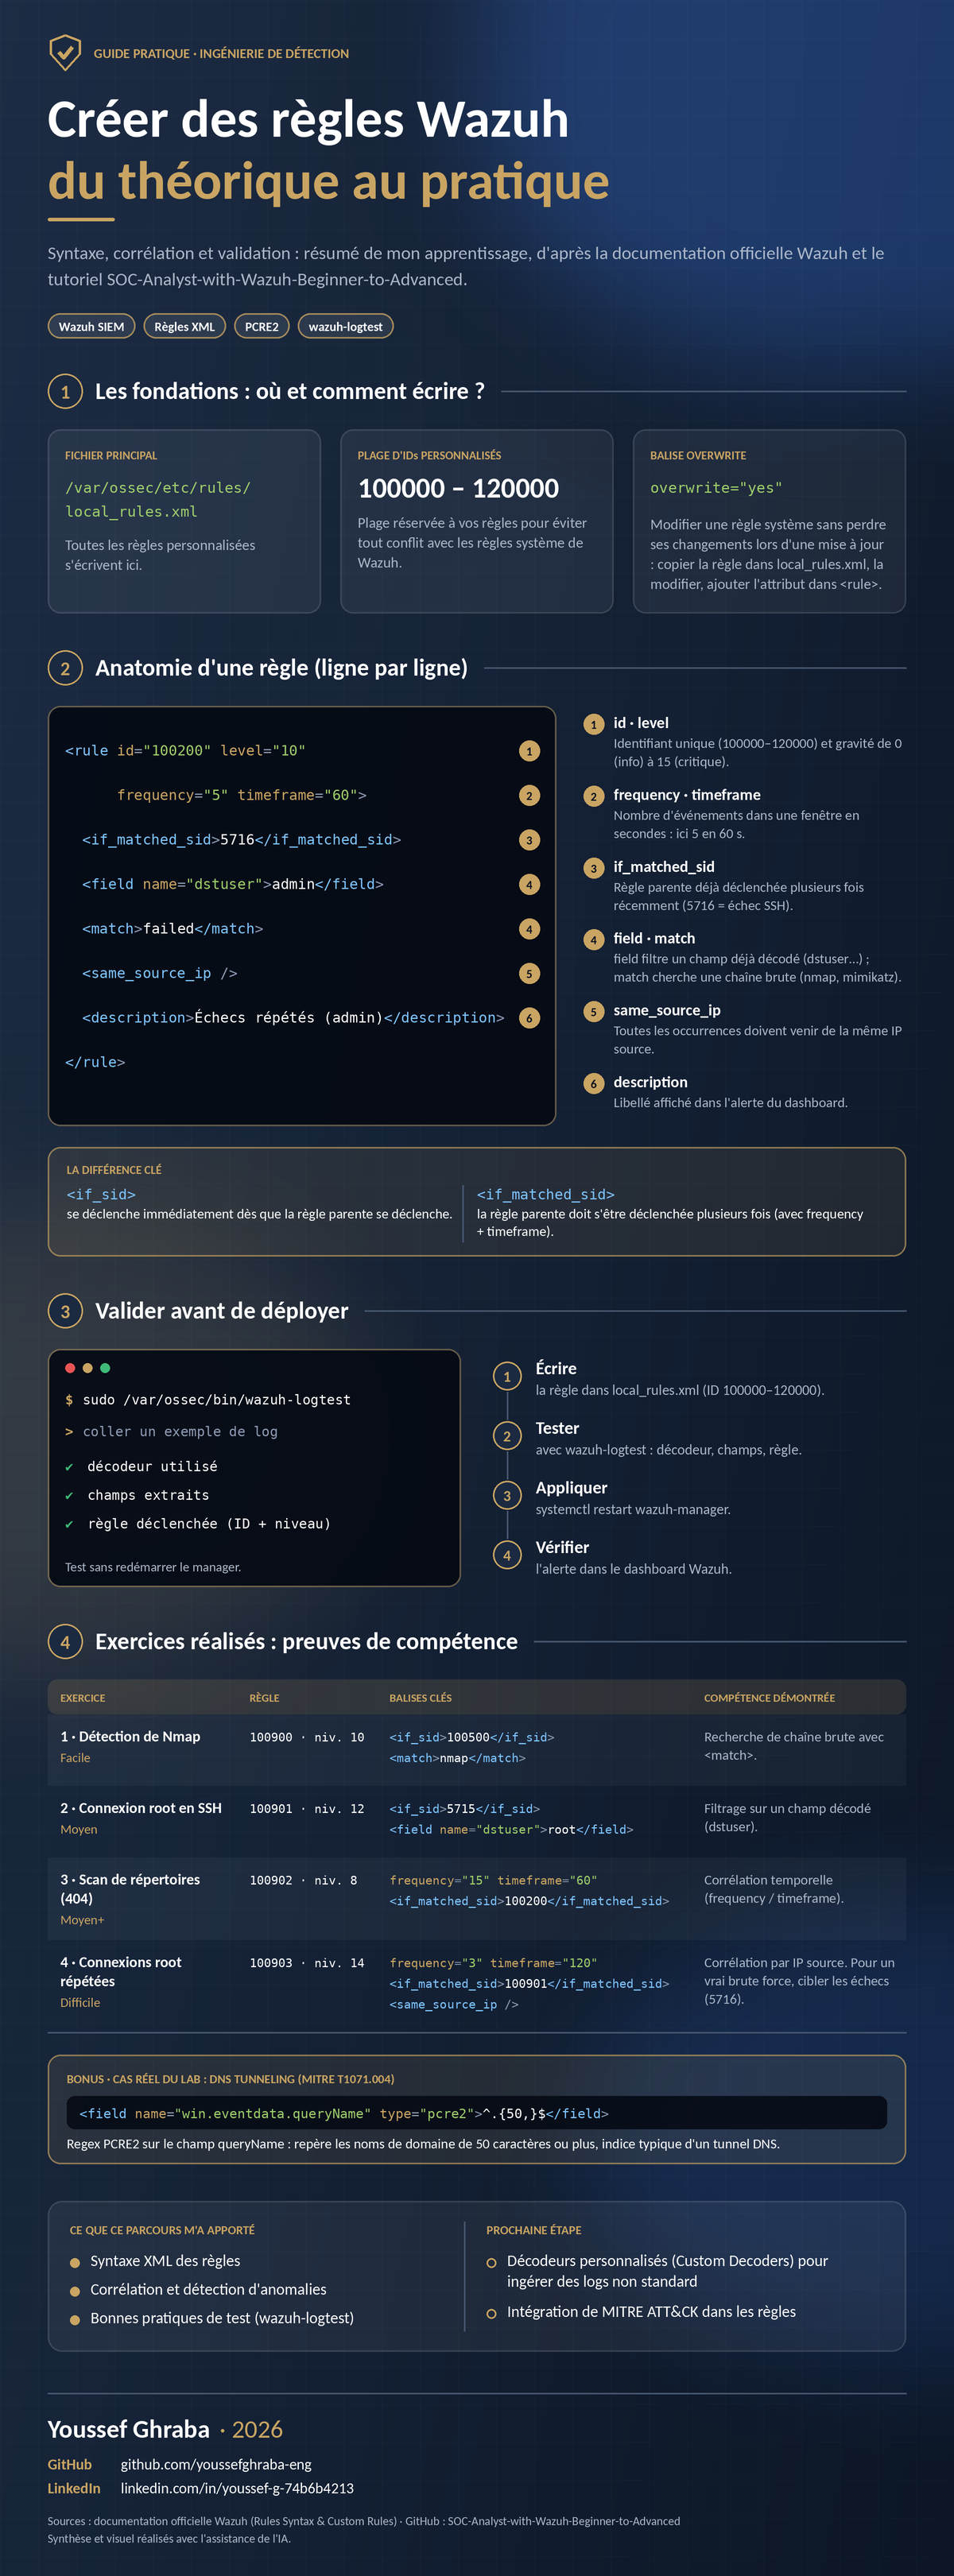 GUIDE PRATIQUE · INGÉNIERIE DE DÉTECTION
Créer des règles Wazuh
du théorique au pratique
Syntaxe, corrélation et validation : résumé de mon apprentissage, d'après la documentation officielle Wazuh et le
tutoriel SOC-Analyst-with-Wazuh-Beginner-to-Advanced.
Wazuh SIEM
Règles XML
PCRE2
wazuh-logtest
1
Les fondations : où et comment écrire ?
FICHIER PRINCIPAL
/var/ossec/etc/rules/
local_rules.xml
Toutes les règles personnalisées
s'écrivent ici.
PLAGE D'IDs PERSONNALISÉS
100000 – 120000
Plage réservée à vos règles pour éviter
tout conflit avec les règles système de
Wazuh.
BALISE OVERWRITE
overwrite="yes"
Modifier une règle système sans perdre
ses changements lors d'une mise à jour
: copier la règle dans local_rules.xml, la
modifier, ajouter l'attribut dans <rule>.
2
Anatomie d'une règle (ligne par ligne)
<rule id="100200" level="10" 1
frequency="5" timeframe="60"> 2
<if_matched_sid>5716</if_matched_sid> 3
<field name="dstuser">admin</field> 4
<match>failed</match> 4
<same_source_ip /> 5
<description>Échecs répétés (admin)</description> 6
</rule>
1 id · level
Identifiant unique (100000–120000) et gravité de 0
(info) à 15 (critique).
2 frequency · timeframe
Nombre d'événements dans une fenêtre en
secondes : ici 5 en 60 s.
3 if_matched_sid
Règle parente déjà déclenchée plusieurs fois
récemment (5716 = échec SSH).
4 field · match
field filtre un champ déjà décodé (dstuser…) ;
match cherche une chaîne brute (nmap, mimikatz).
5 same_source_ip
Toutes les occurrences doivent venir de la même IP
source.
6 description
Libellé affiché dans l'alerte du dashboard.
LA DIFFÉRENCE CLÉ
<if_sid>
se déclenche immédiatement dès que la règle parente se déclenche.
<if_matched_sid>
la règle parente doit s'être déclenchée plusieurs fois (avec frequency
+ timeframe).
3
Valider avant de déployer
$ sudo /var/ossec/bin/wazuh-logtest
> coller un exemple de log
✔ décodeur utilisé
✔ champs extraits
✔ règle déclenchée (ID + niveau)
Test sans redémarrer le manager.
1 Écrire
la règle dans local_rules.xml (ID 100000–120000).
2 Tester
avec wazuh-logtest : décodeur, champs, règle.
3 Appliquer
systemctl restart wazuh-manager.
4 Vérifier
l'alerte dans le dashboard Wazuh.
4
Exercices réalisés : preuves de compétence
EXERCICE RÈGLE BALISES CLÉS COMPÉTENCE DÉMONTRÉE
1 · Détection de Nmap
Facile
100900 · niv. 10
<if_sid>100500</if_sid>
<match>nmap</match>
Recherche de chaîne brute avec
<match>.
2 · Connexion root en SSH
Moyen
100901 · niv. 12
<if_sid>5715</if_sid>
<field name="dstuser">root</field>
Filtrage sur un champ décodé
(dstuser).
3 · Scan de répertoires
(404)
Moyen+
100902 · niv. 8
frequency="15" timeframe="60"
<if_matched_sid>100200</if_matched_sid>
Corrélation temporelle
(frequency / timeframe).
4 · Connexions root
répétées
Difficile
100903 · niv. 14
frequency="3" timeframe="120"
<if_matched_sid>100901</if_matched_sid>
<same_source_ip />
Corrélation par IP source. Pour un
vrai brute force, cibler les échecs
(5716).
BONUS · CAS RÉEL DU LAB : DNS TUNNELING (MITRE T1071.004)
<field name="win.eventdata.queryName" type="pcre2">^.{50,}$</field>
Regex PCRE2 sur le champ queryName : repère les noms de domaine de 50 caractères ou plus, indice typique d'un tunnel DNS.
CE QUE CE PARCOURS M'A APPORTÉ
Syntaxe XML des règles
Corrélation et détection d'anomalies
Bonnes pratiques de test (wazuh-logtest)
PROCHAINE ÉTAPE
Décodeurs personnalisés (Custom Decoders) pour
ingérer des logs non standard
Intégration de MITRE ATT&CK dans les règles
Youssef Ghraba · 2026
GitHub github.com/youssefghraba-eng
LinkedIn linkedin.com/in/youssef-g-74b6b4213
Sources : documentation officielle Wazuh (Rules Syntax & Custom Rules) · GitHub : SOC-Analyst-with-Wazuh-Beginner-to-Advanced
Synthèse et visuel réalisés avec l'assistance de l'IA.